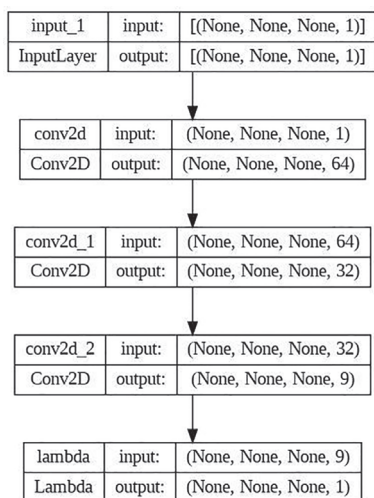 input_1 input: [(None, None, None, 1)]
InputLayer output: [(None, None, None, 1)]
conv2d input: (None, None, None, 1)
Conv2D output: (None, None, None, 64)
conv2d_1 input: (None, None, None, 64)
Conv2D output: (None, None, None, 32)
conv2d_2 input: (None, None, None, 32)
Conv2D output: (None, None, None, 9)
lambda input: (None, None, None, 9)
Lambda output: (None, None, None, 1)